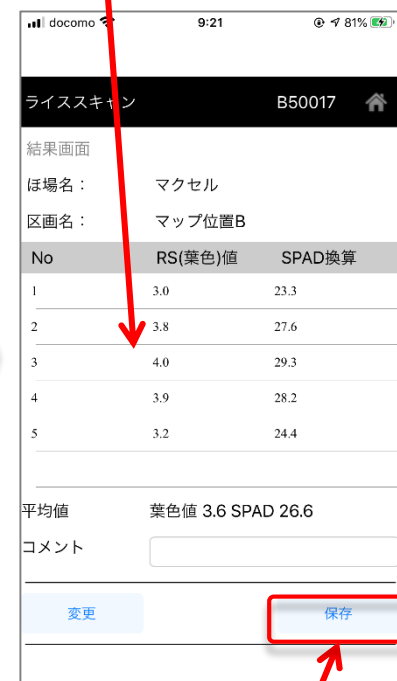 docomo 9:21 81%
ライススキャン B50017
結果画面
ほ場名： マクセル
区画名： マップ位置B
No RS(葉色)値 SPAD換算
1 3.0 23.3
2 3.8 27.6
3 4.0 29.3
4 3.9 28.2
5 3.2 24.4
平均値 葉色値 3.6 SPAD 26.6
コメント
変更 保存